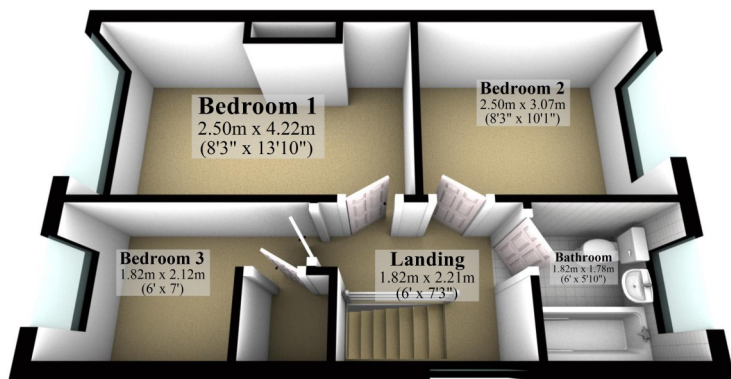 Bedroom 1
2.50m x 4.22m
(8'3" x 13'10")
Bedroom 2
2.50m x 3.07m
(8'3" x 10'1")
Bedroom 3
1.82m x 2.12m
(6' x 7')
Landing
1.82m x 2.21m
(6' x 7'3")
Bathroom
1.82m x 1.78m
(6' x 5'10")